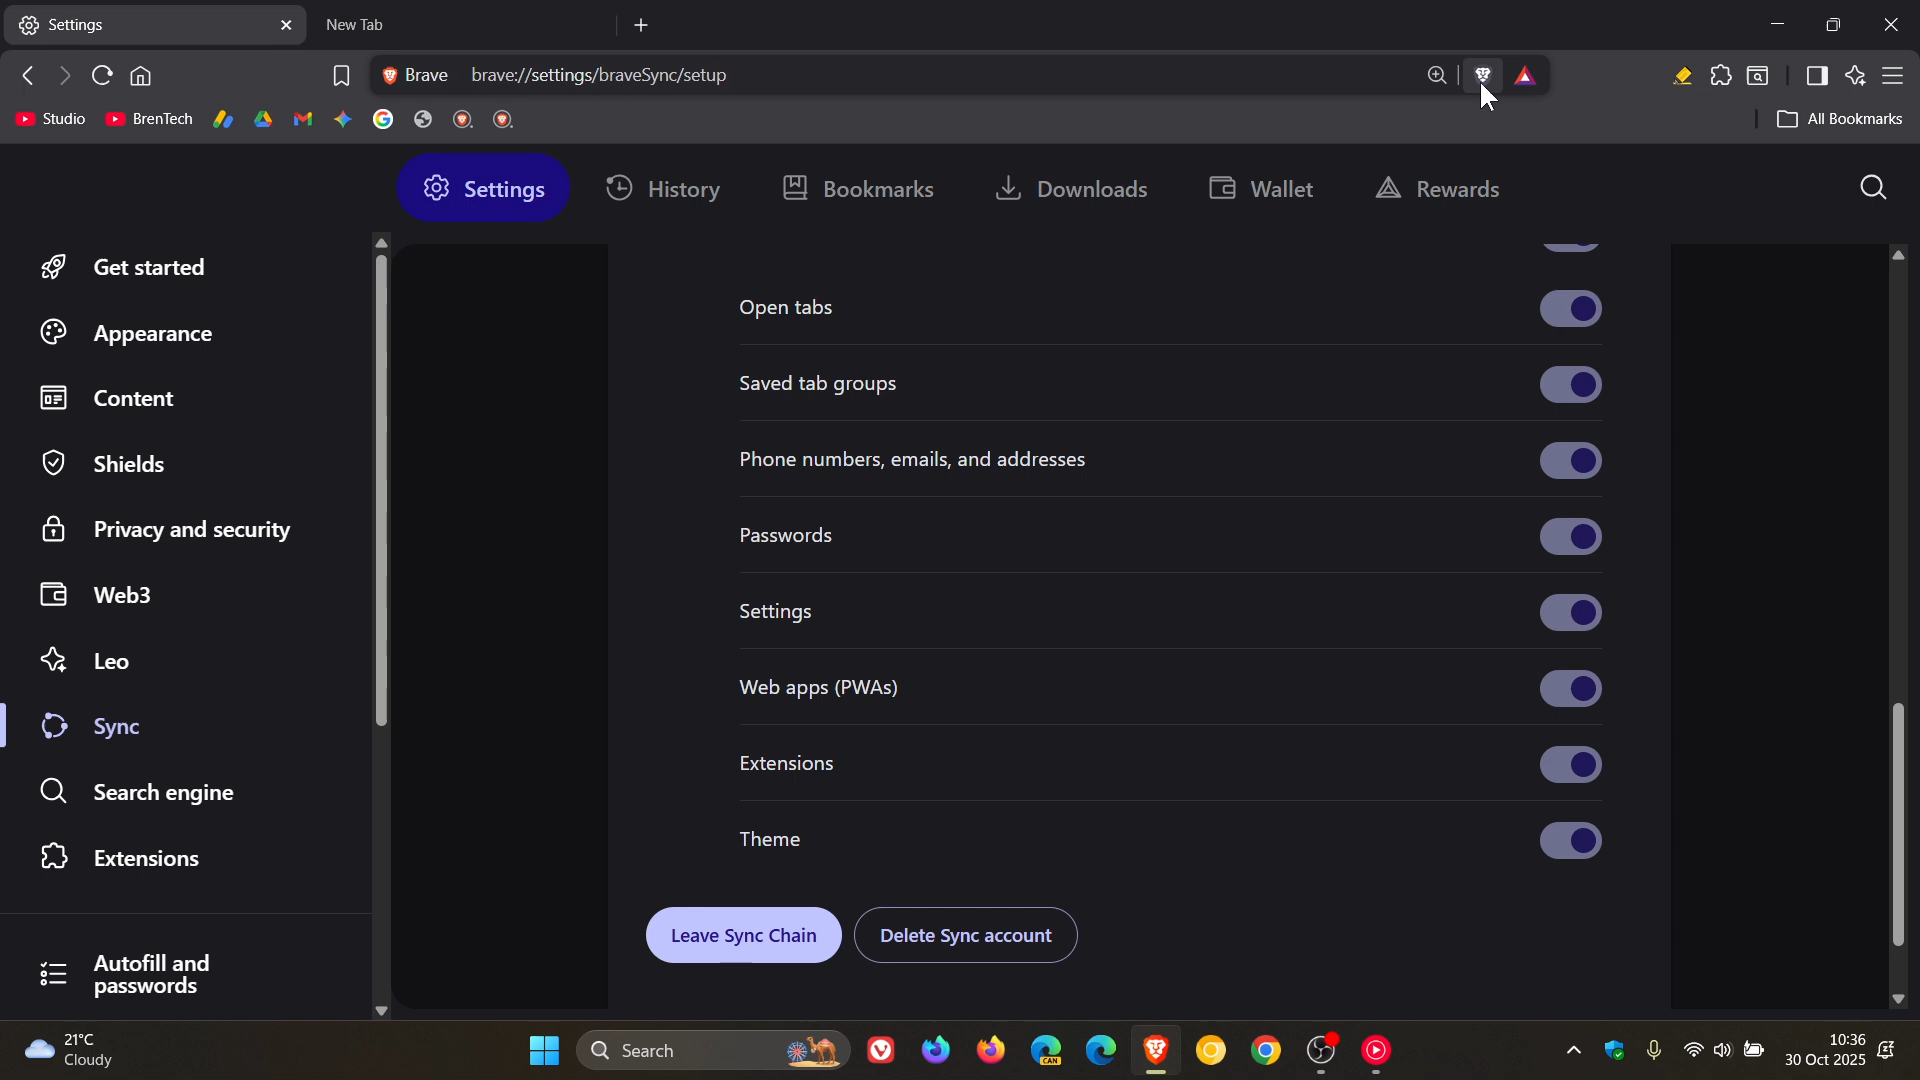 Settings
New Tab
Brave
brave://settings/braveSync/setup
Studio
BrenTech
All Bookmarks
Settings
History
Bookmarks
Downloads
Wallet
Rewards
Get started
Appearance
Content
Shields
Privacy and security
Web3
Leo
Sync
Search engine
Extensions
Autofill and
passwords
Open tabs
Saved tab groups
Phone numbers, emails, and addresses
Passwords
Settings
Web apps (PWAs)
Extensions
Theme
Leave Sync Chain
Delete Sync account
21°C
Cloudy
Search
CAN
10:36
30 Oct 2025